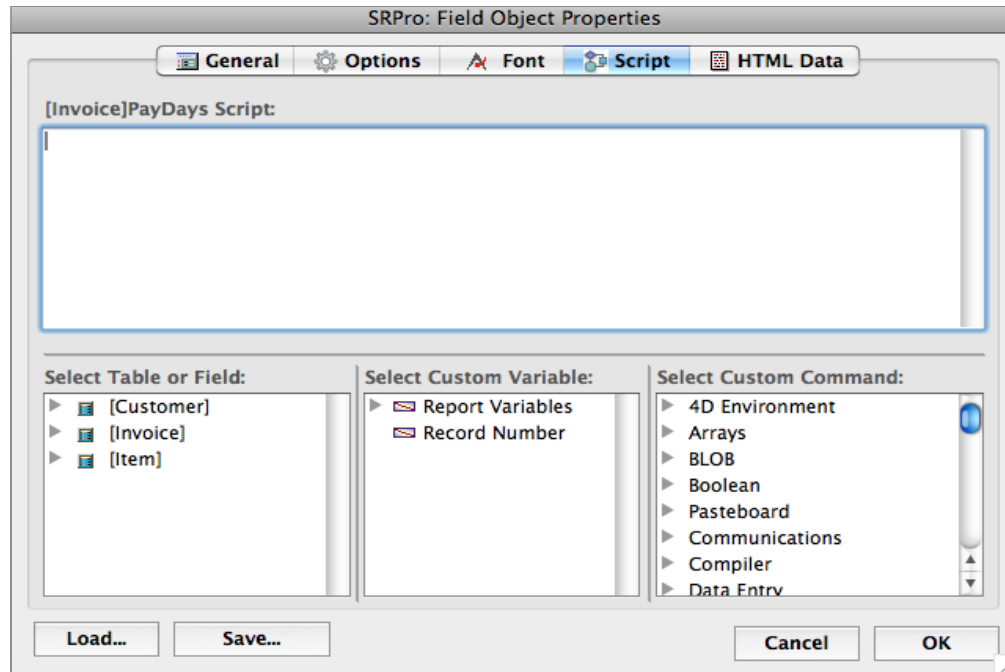 SRPro: Field Object Properties
General Options Font Script HTML Data
[Invoice]PayDays Script:
Select Table or Field:
[Customer]
[Invoice]
[Item]
Select Custom Variable:
Report Variables
Record Number
Select Custom Command:
4D Environment
Arrays
BLOB
Boolean
Pasteboard
Communications
Compiler
Data Entry
Load... Save... Cancel OK